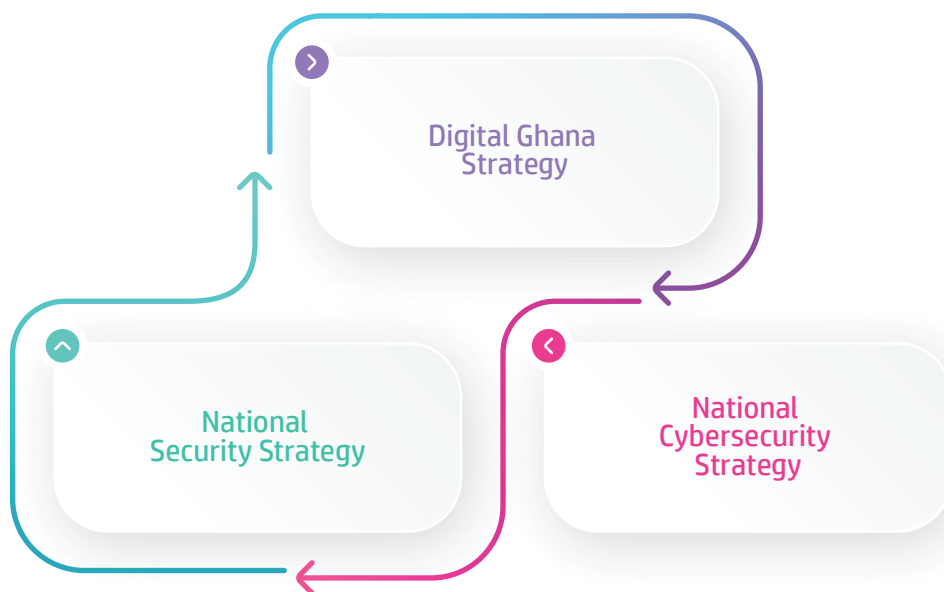 Digital Ghana
Strategy
National
Security Strategy
National
Cybersecurity
Strategy